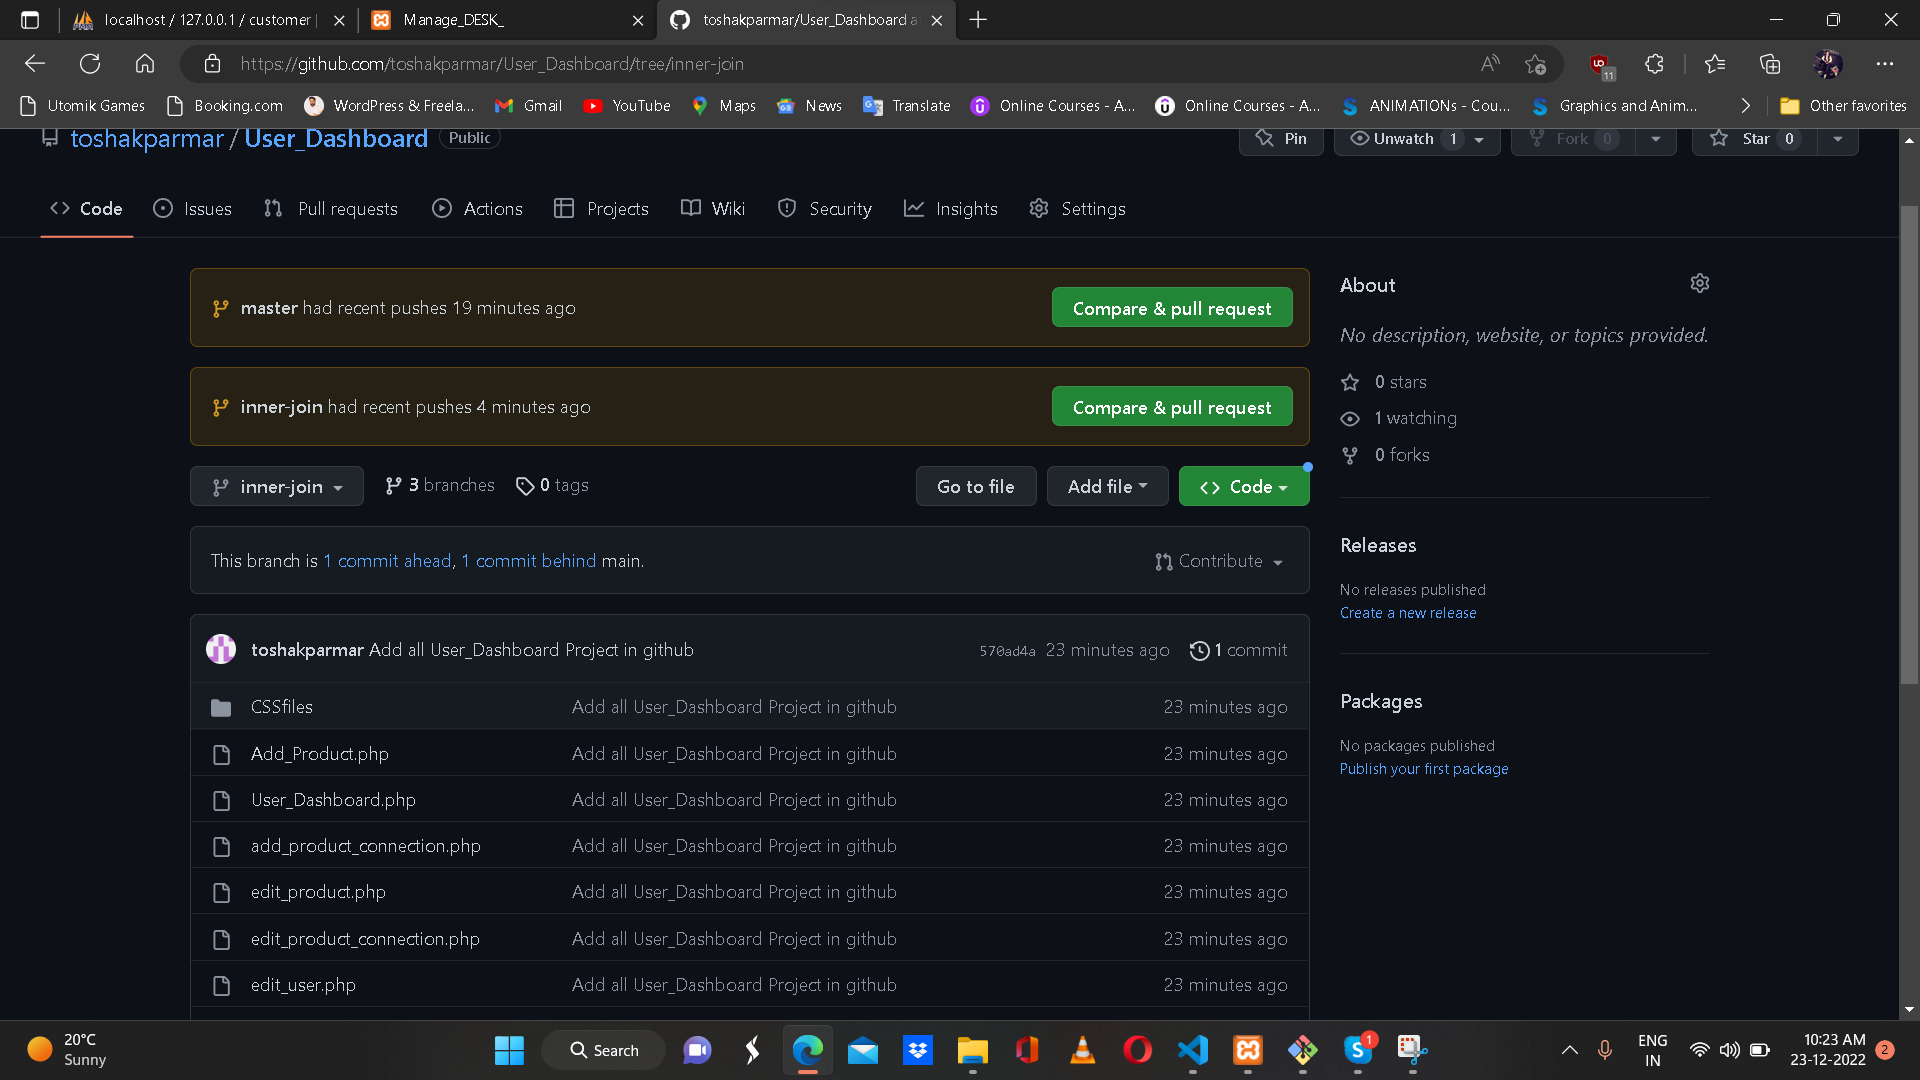 localhost / 127.0.0.1 / customer
Manage_DESK_
toshakparmar/User_Dashboard a
https://github.com/toshakparmar/User_Dashboard/tree/inner-join
11
Utomik Games
Booking.com
WordPress & Freela...
Gmail
YouTube
Maps
News
Translate
Online Courses - A...
Online Courses - A...
ANIMATIONs - Cou...
Graphics and Anim...
Other favorites
toshakparmar / User_Dashboard Public
Pin
Unwatch 1
Fork 0
Star 0
Code
Issues
Pull requests
Actions
Projects
Wiki
Security
Insights
Settings
master had recent pushes 19 minutes ago
Compare & pull request
inner-join had recent pushes 4 minutes ago
Compare & pull request
inner-join
3 branches
0 tags
Go to file
Add file
Code
This branch is 1 commit ahead, 1 commit behind main.
Contribute
toshakparmar Add all User_Dashboard Project in github 570ad4a 23 minutes ago 1 commit
CSSfiles Add all User_Dashboard Project in github 23 minutes ago
Add_Product.php Add all User_Dashboard Project in github 23 minutes ago
User_Dashboard.php Add all User_Dashboard Project in github 23 minutes ago
add_product_connection.php Add all User_Dashboard Project in github 23 minutes ago
edit_product.php Add all User_Dashboard Project in github 23 minutes ago
edit_product_connection.php Add all User_Dashboard Project in github 23 minutes ago
edit_user.php Add all User_Dashboard Project in github 23 minutes ago
About
No description, website, or topics provided.
0 stars
1 watching
0 forks
Releases
No releases published
Create a new release
Packages
No packages published
Publish your first package
20°C
Sunny
Search
1
ENG
IN
10:23 AM
23-12-2022
2